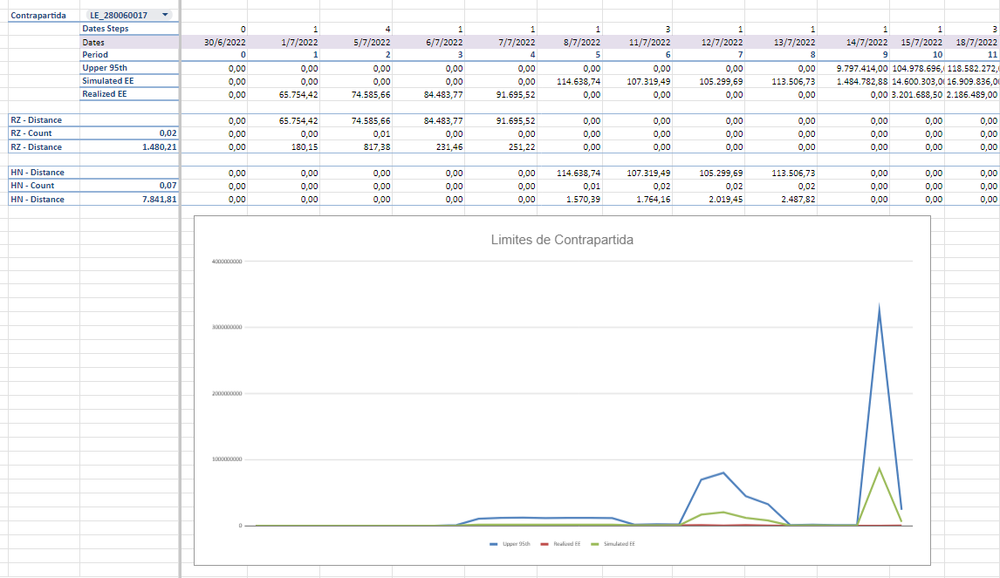 Contrapartida LE_280060017
Dates Steps 0 1 4 1 1 1 3 1 1 1 1 3
Dates 30/6/2022 1/7/2022 5/7/2022 6/7/2022 7/7/2022 8/7/2022 11/7/2022 12/7/2022 13/7/2022 14/7/2022 15/7/2022 18/7/2022
Period 0 1 2 3 4 5 6 7 8 9 10 11
Upper 95th 0,00 0,00 0,00 0,00 0,00 0,00 0,00 0,00 0,00 9.797.414,00 104.978.696,( 118.582.272,
Simulated EE 0,00 0,00 0,00 0,00 0,00 114.638,74 107.319,49 105.299,69 113.506,73 1.484.782,88 14.600.303,0( 16.909.836,0
Realized EE 0,00 65.754,42 74.585,66 84.483,77 91.695,52 0,00 0,00 0,00 0,00 0,00 3.201.688,50 2.186.489,00
RZ - Distance 0,00 65.754,42 74.585,66 84.483,77 91.695,52 0,00 0,00 0,00 0,00 0,00 0,00 0,00
RZ - Count 0,02 0,00 0,00 0,01 0,00 0,00 0,00 0,00 0,00 0,00 0,00 0,00 0,00
RZ - Distance 1.480,21 0,00 180,15 817,38 231,46 251,22 0,00 0,00 0,00 0,00 0,00 0,00 0,00
HN - Distance 0,00 0,00 0,00 0,00 0,00 114.638,74 107.319,49 105.299,69 113.506,73 0,00 0,00 0,00
HN - Count 0,07 0,00 0,00 0,00 0,00 0,00 0,01 0,02 0,02 0,02 0,00 0,00 0,00
HN - Distance 7.841,81 0,00 0,00 0,00 0,00 0,00 1.570,39 1.764,16 2.019,45 2.487,82 0,00 0,00 0,00
Limites de Contrapartida
4000000000
3000000000
2000000000
1000000000
0
Upper 95th Realized EE Simulated EE